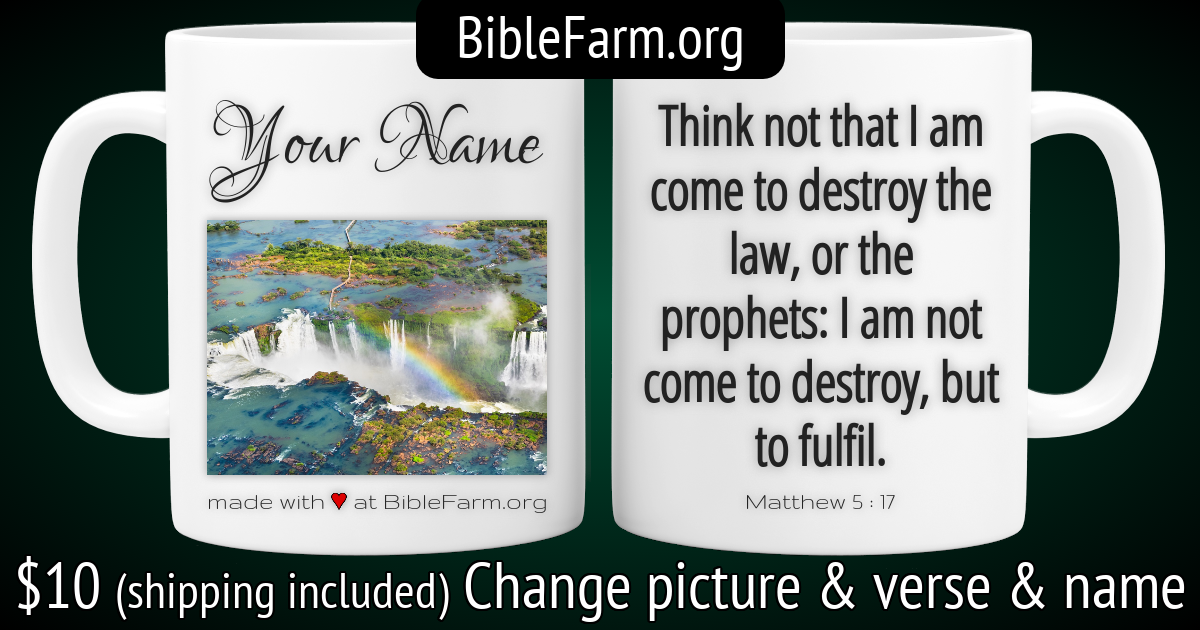 BibleFarm.org
Your Name
made with ♥ at BibleFarm.org
Think not that I am
come to destroy the
law, or the
prophets: I am not
come to destroy, but
to fulfil.
Matthew 5 : 17
$10 (shipping included) Change picture & verse & name